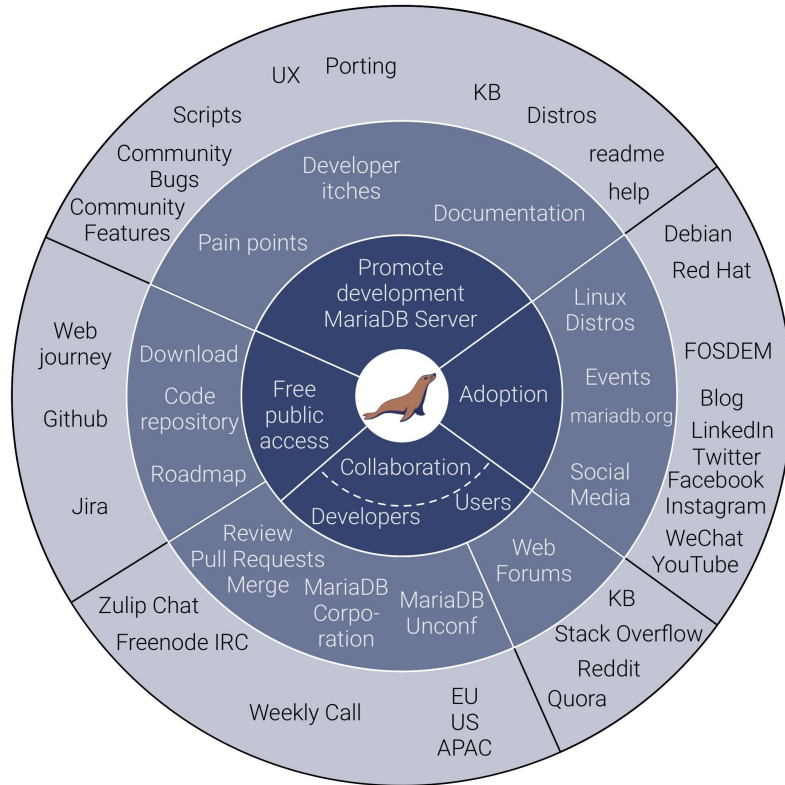 UX
Porting
KB
Scripts
Distros
Community
Bugs
readme
help
Community
Features
Developer
itches
Documentation
Pain points
Promote
development
MariaDB Server
Debian
Red Hat
FOSDEM
Blog
LinkedIn
Twitter
Facebook
Instagram
WeChat
YouTube
Linux
Distros
Events
mariadb.org
Social
Media
Adoption
Web
journey
Github
Jira
Download
Code
repository
Roadmap
Free
public
access
Collaboration
Developers
Users
Review
Pull Requests
Merge
MariaDB
Corpo-
ration
MariaDB
Unconf
Web
Forums
Zulip Chat
Freenode IRC
Weekly Call
EU
US
APAC
KB
Stack Overflow
Reddit
Quora